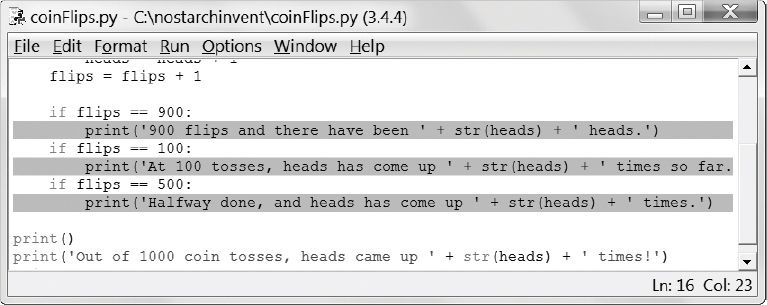 coinFlips.py - C:\nostarchinvent\coinFlips.py (3.4.4)
File Edit Format Run Options Window Help
flips = flips + 1
if flips == 900:
print('900 flips and there have been ' + str(heads) + ' heads.')
if flips == 100:
print('At 100 tosses, heads has come up ' + str(heads) + ' times so far.
if flips == 500:
print('Halfway done, and heads has come up ' + str(heads) + ' times.')
print()
print('Out of 1000 coin tosses, heads came up ' + str(heads) + ' times!')
Ln: 16 Col: 23